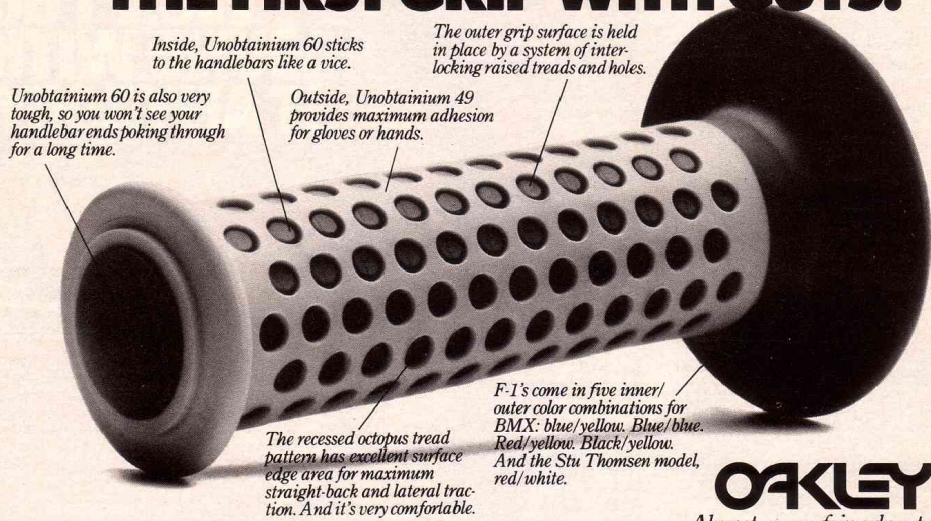 THE FIRST GRIP WITH GUTS.
Inside, Unobtainium 60 sticks
to the handlebars like a vice.
The outer grip surface is held
in place by a system of inter-
locking raised treads and holes.
Unobtainium 60 is also very
tough, so you won't see your
handlebar ends poking through
for a long time.
Outside, Unobtainium 49
provides maximum adhesion
for gloves or hands.
The recessed octopus tread
pattern has excellent surface
edge area for maximum
straight-back and lateral trac-
tion. And it's very comfortable.
F-1's come in five inner/
outer color combinations for
BMX: blue/yellow. Blue/blue.
Red/yellow. Black/yellow.
And the Stu Thomsen model,
red/white.
OAKLEY